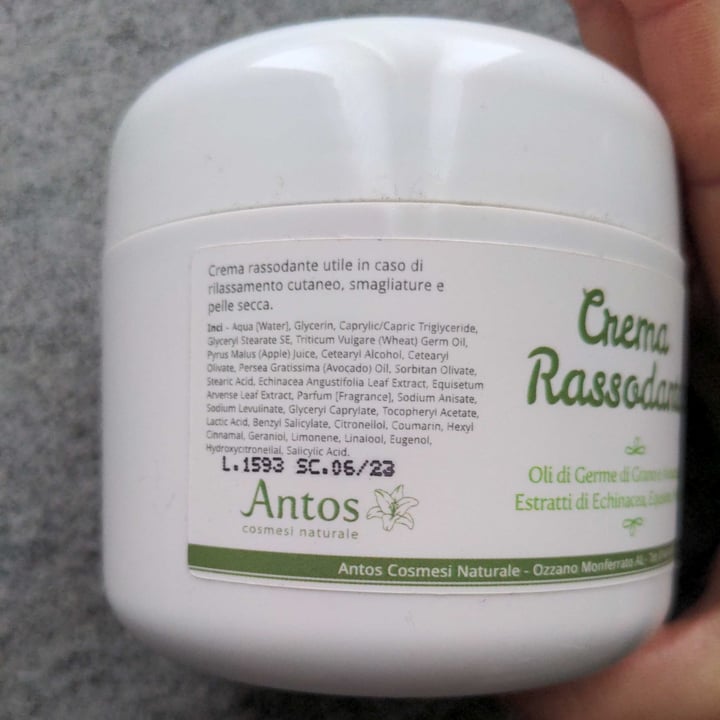 Crema rassodante utile in caso di
rilassamento cutaneo, smagliature e
pelle secca.
Inci - Aqua [Water], Glycerin, Caprylic/Capric Triglyceride,
Glyceryl Stearate SE, Triticum Vulgare (Wheat) Germ Oil,
Pyrus Malus (Apple) Juice, Cetearyl Alcohol, Cetearyl
Olivate, Persea Gratissima (Avocado) Oil, Sorbitan Olivate,
Stearic Acid, Echinacea Angustifolia Leaf Extract, Equisetum
Arvense Leaf Extract, Parfum [Fragrance], Sodium Anisate,
Sodium Levulinate, Glyceryl Caprylate, Tocopheryl Acetate,
Lactic Acid, Benzyl Salicylate, Citronellol, Coumarin, Hexyl
Cinnamal, Geraniol, Limonene, Linalool, Eugenol,
Hydroxycitronellal, Salicylic Acid.
L.1593 SC.06/23
Antos
cosmesi naturale
Crema
Rassodan
Oli di Germe di Grano
Estratti di Echinacea,
Antos Cosmesi Naturale - Ozzano Monferrato AL -